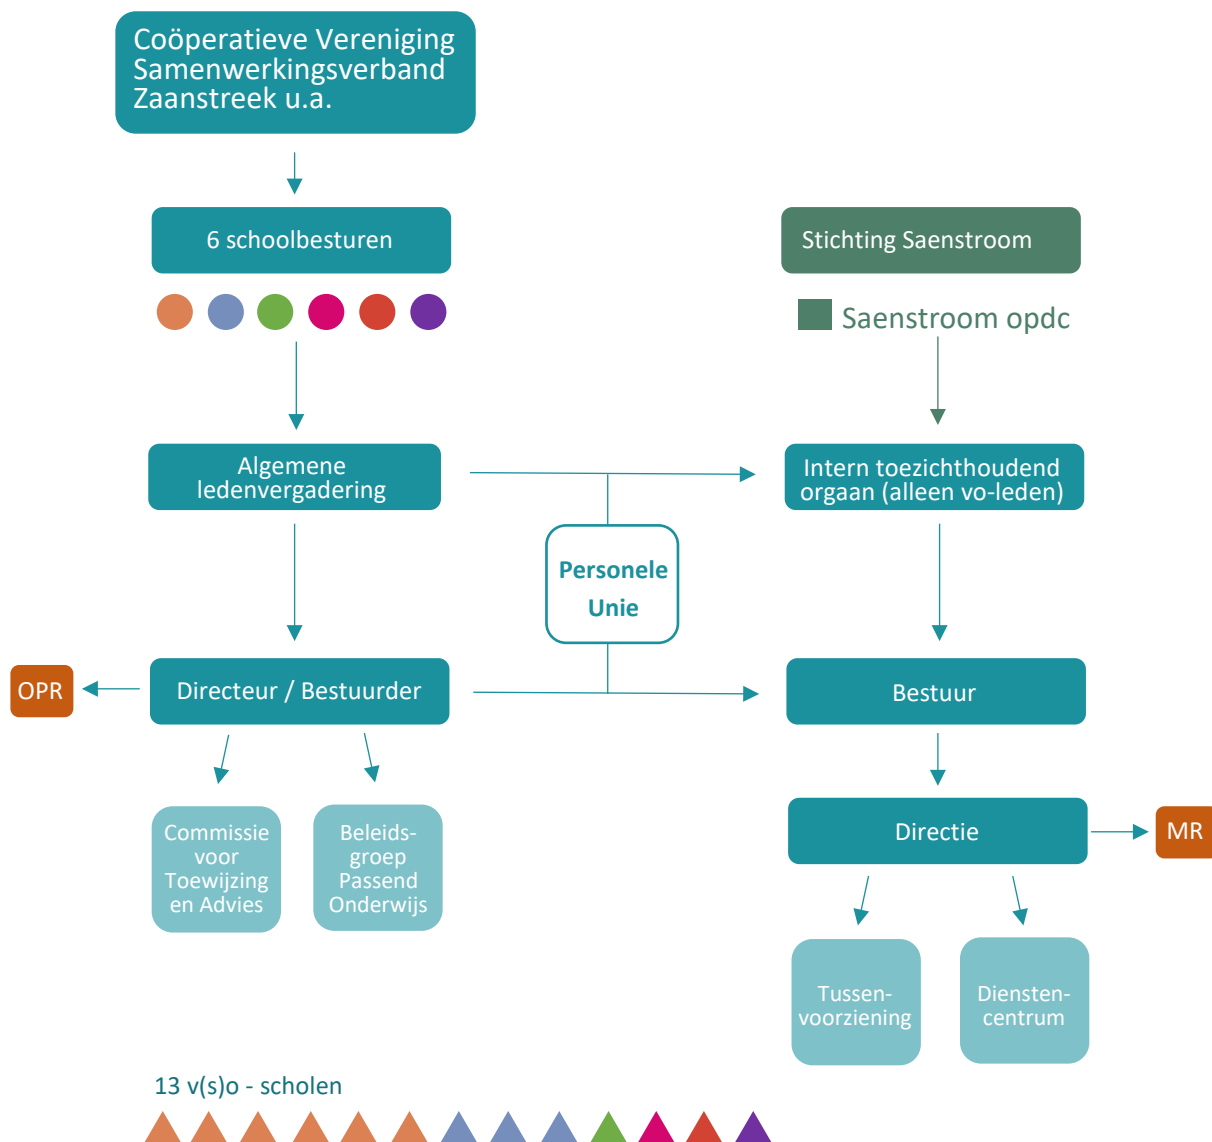 Coöperatieve Vereniging
Samenwerkingsverband
Zaanstreek u.a.
6 schoolbesturen
Stichting Saenstroom
Saenstroom opdc
Algemene
ledenvergadering
Intern toezichthoudend
orgaan (alleen vo-leden)
Personele
Unie
OPR
Directeur / Bestuurder
Bestuur
Commissie
voor
Toewijzing
en Advies
Beleids-
groep
Passend
Onderwijs
Directie
MR
Tussen-
voorziening
Diensten-
centrum
13 v(s)o - scholen